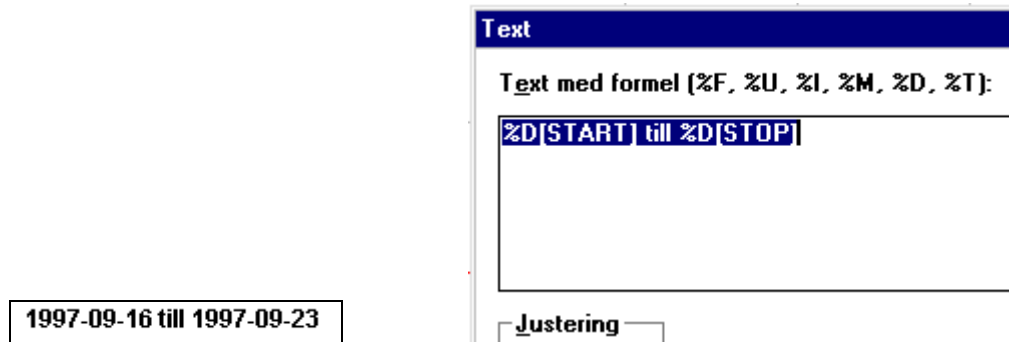 Text
Text med formel (%F, %U, %I, %M, %D, %T):
%D[START] till %D[STOP]
1997-09-16 till 1997-09-23
Justering